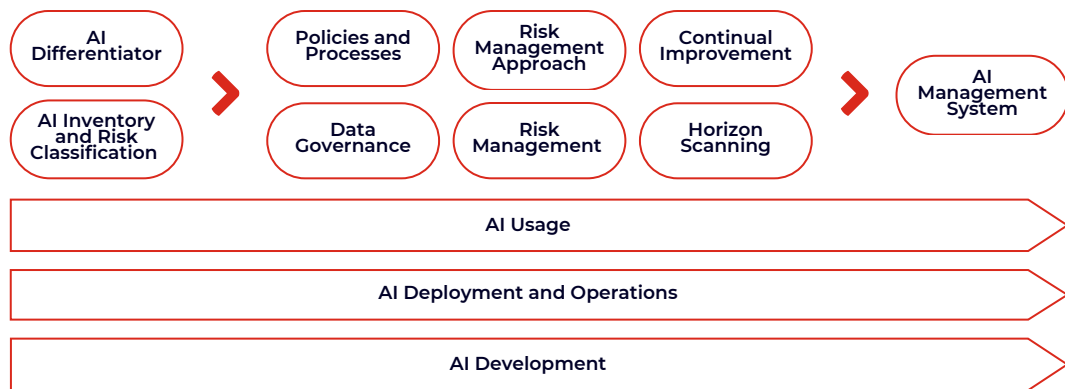 AI
Differentiator
AI Inventory
and Risk
Classification
Policies and
Processes
Risk
Management
Approach
Continual
Improvement
Data
Governance
Risk
Management
Horizon
Scanning
AI
Management
System
AI Usage
AI Deployment and Operations
AI Development